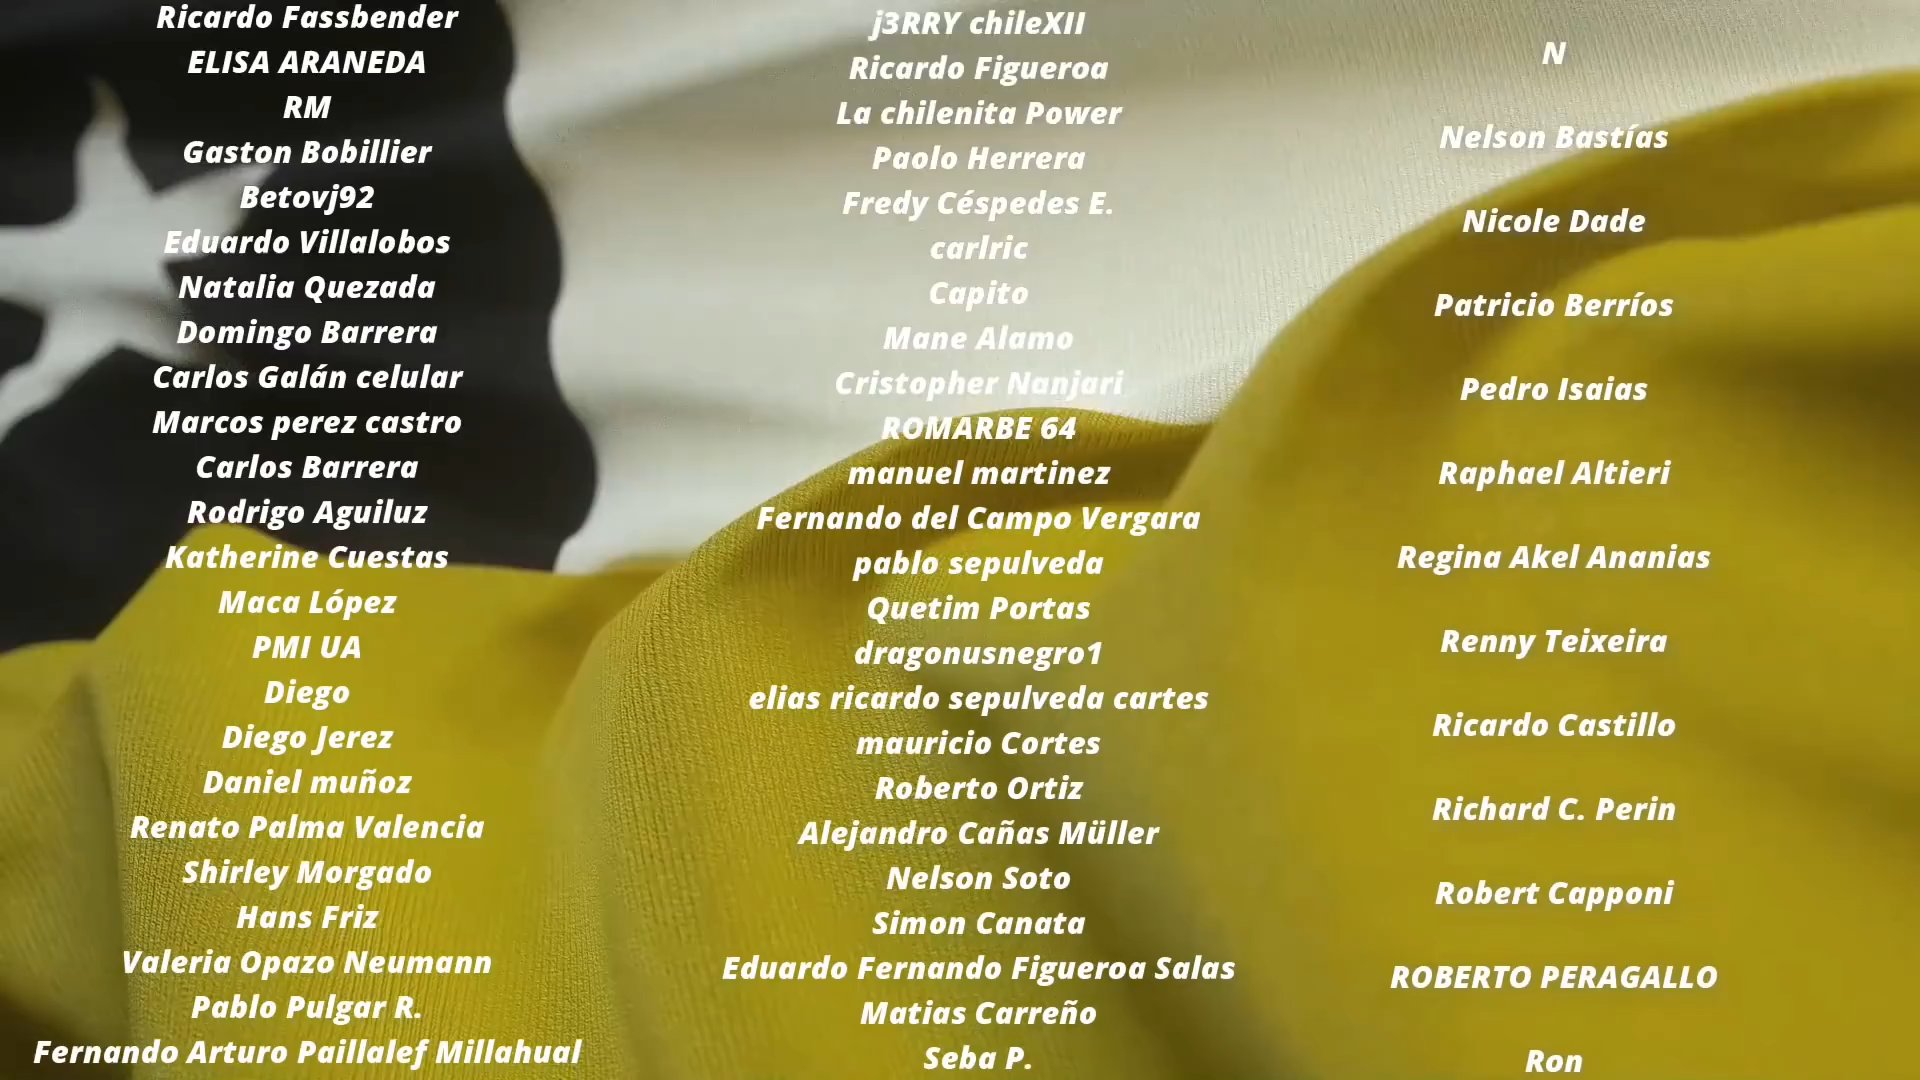 Ricardo Fassbender
ELISA ARANEDA
RM
Gaston Bobillier
Betovj92
Eduardo Villalobos
Natalia Quezada
Domingo Barrera
Carlos Galán celular
Marcos perez castro
Carlos Barrera
Rodrigo Aguiluz
Katherine Cuestas
Maca López
PMI UA
Diego
Diego Jerez
Daniel muñoz
Renato Palma Valencia
Shirley Morgado
Hans Friz
Valeria Opazo Neumann
Pablo Pulgar R.
Fernando Arturo Paillalef Millahual
j3RRY chileXII
Ricardo Figueroa
La chilenita Power
Paolo Herrera
Fredy Céspedes E.
carlric
Capito
Mane Alamo
Cristopher Nanjari
ROMARBE 64
manuel martinez
Fernando del Campo Vergara
pablo sepulveda
Quetim Portas
dragonusnegro1
elias ricardo sepulveda cartes
mauricio Cortes
Roberto Ortiz
Alejandro Cañas Müller
Nelson Soto
Simon Canata
Eduardo Fernando Figueroa Salas
Matias Carreño
Seba P.
N
Nelson Bastías
Nicole Dade
Patricio Berríos
Pedro Isaias
Raphael Altieri
Regina Akel Ananias
Renny Teixeira
Ricardo Castillo
Richard C. Perin
Robert Capponi
ROBERTO PERAGALLO
Ron